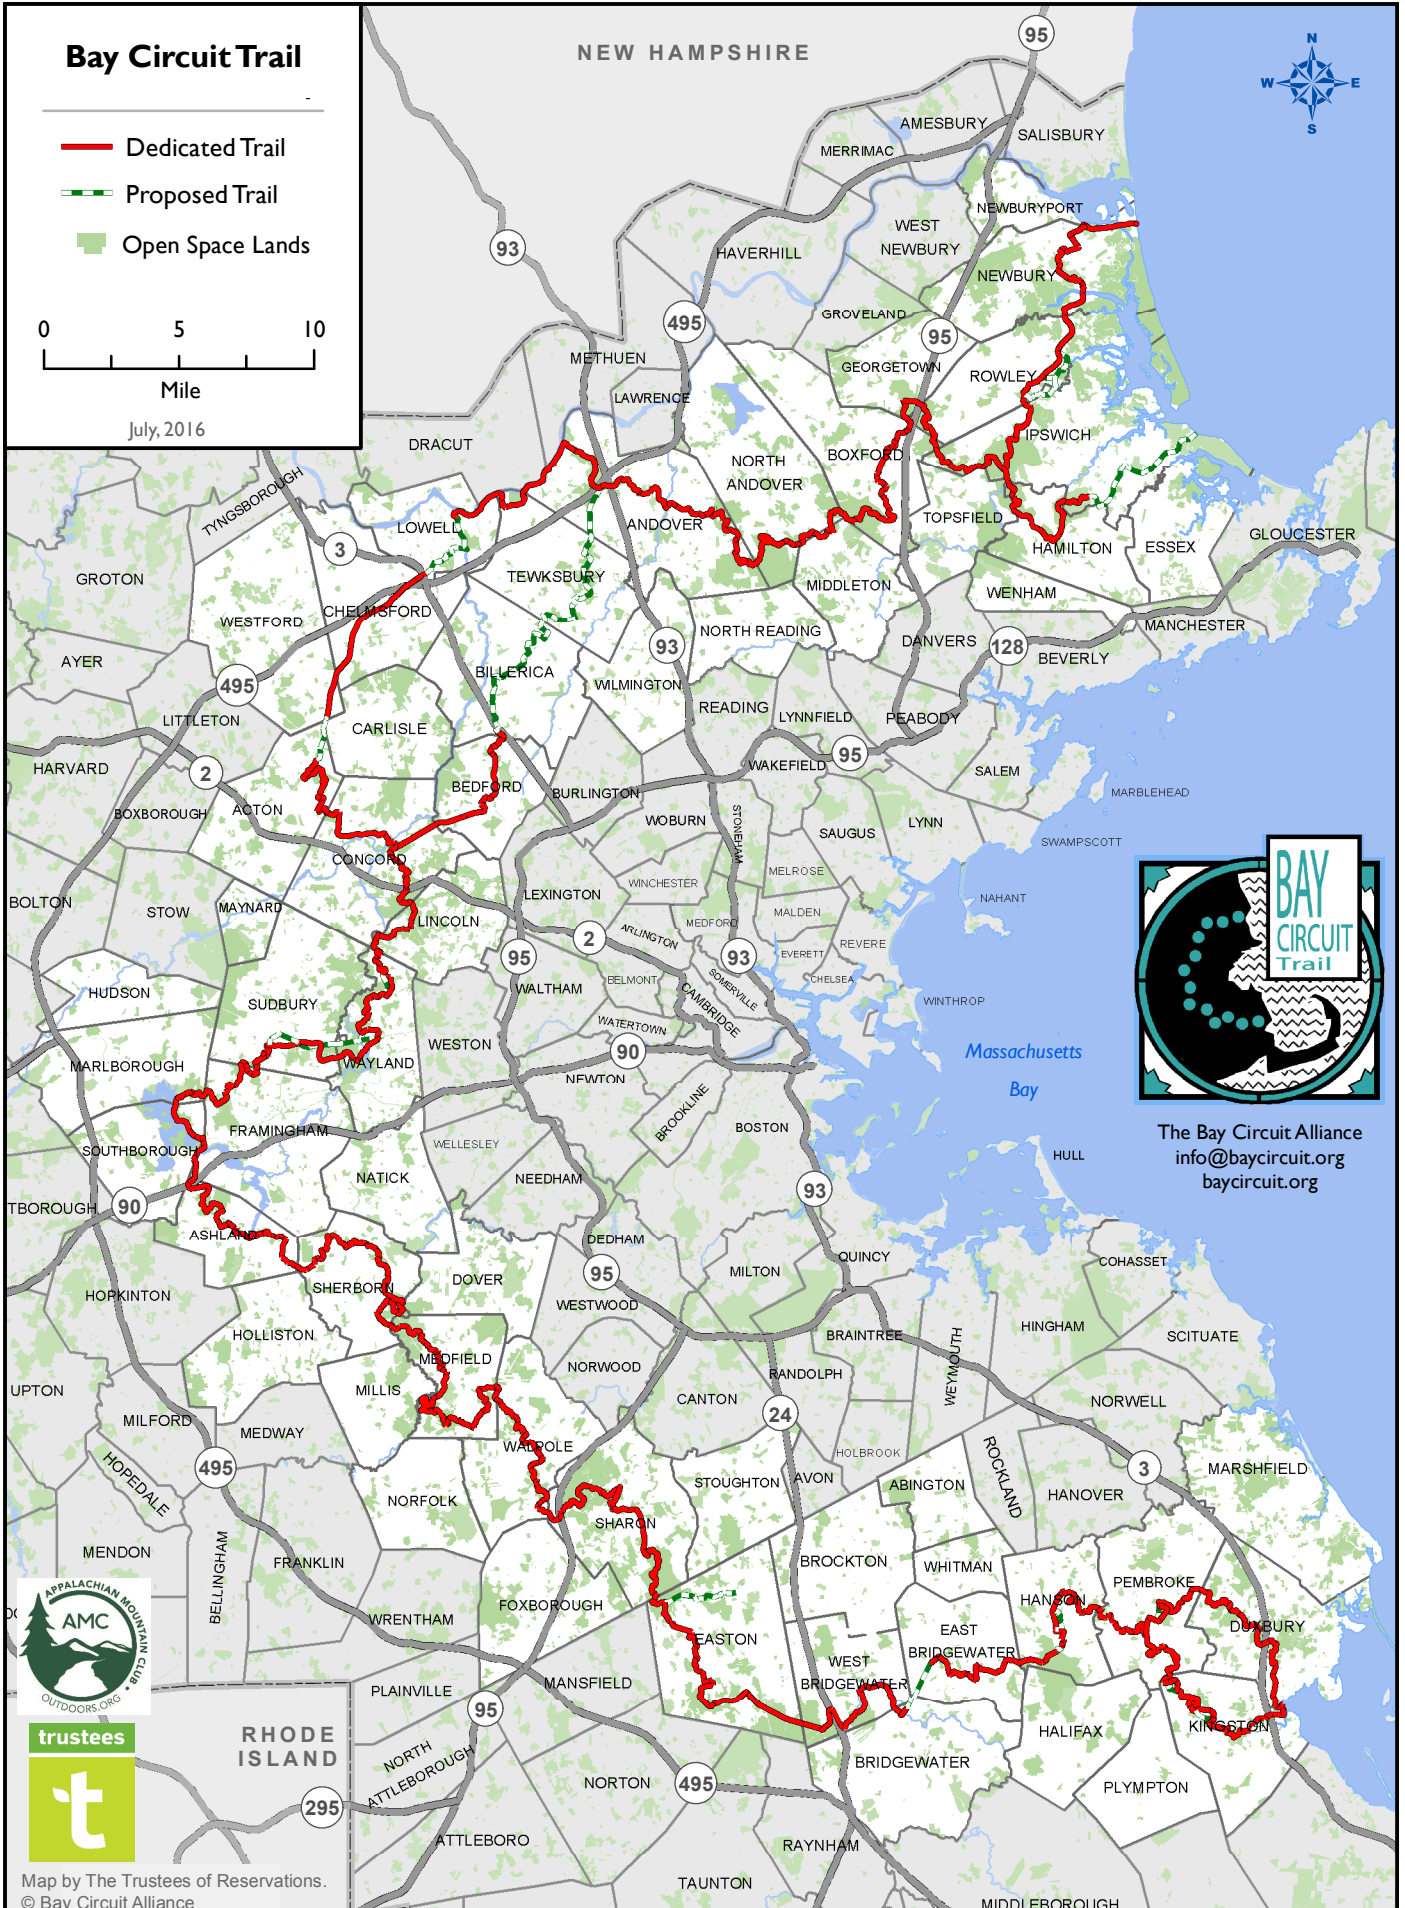 Bay Circuit Trail
-
Dedicated Trail
Proposed Trail
Open Space Lands
0 5 10
Mile
July, 2016
NEW HAMPSHIRE
95
N
W E
S
AMESBURY
SALISBURY
MERRIMAC
NEWBURYPORT
WEST
NEWBURY
93
HAVERHILL
NEWBURY
GROVELAND
495
95
METHUEN
GEORGETOWN
ROWLEY
LAWRENCE
DRACUT
IPSWICH
BOXFORD
NORTH
ANDOVER
TYNGSBOROUGH
LOWELL
ANDOVER
TOPSFIELD
HAMILTON
ESSEX
GLOUCESTER
3
GROTON
TEWKSBURY
MIDDLETON
WENHAM
CHELMSFORD
WESTFORD
NORTH READING
DANVERS
MANCHESTER
93
128
BEVERLY
AYER
BILLERICA
WILMINGTON
495
READING
LYNNFIELD
PEABODY
LITTLETON
CARLISLE
95
WAKEFIELD
HARVARD
2
SALEM
BEDFORD
BURLINGTON
MARBLEHEAD
BOXBOROUGH
ACTON
WOBURN
STONEHAM
SAUGUS
LYNN
SWAMPSCOTT
CONCORD
MELROSE
WINCHESTER
LEXINGTON
NAHANT
BOLTON
STOW
MAYNARD
LINCOLN
MEDFORD
MALDEN
ARLINGTON
2
REVERE
EVERETT
95
93
BELMONT
SOMERVILLE
CHELSEA
WALTHAM
HUDSON
SUDBURY
CAMBRIDGE
WINTHROP
WATERTOWN
WESTON
90
Massachusetts
Bay
MARLBOROUGH
WAYLAND
NEWTON
BROOKLINE
BOSTON
FRAMINGHAM
WELLESLEY
SOUTHBOROUGH
HULL
NATICK
NEEDHAM
93
TBOROUGH
90
BAY
CIRCUIT
Trail
The Bay Circuit Alliance
info@baycircuit.org
baycircuit.org
ASHLAND
DEDHAM
QUINCY
COHASSET
95
MILTON
DOVER
SHERBORN
HOPKINTON
WESTWOOD
HINGHAM
BRAINTREE
WEYMOUTH
SCITUATE
HOLLISTON
MEDFIELD
NORWOOD
RANDOLPH
UPTON
MILLIS
CANTON
NORWELL
MILFORD
24
MEDWAY
WALPOLE
HOLBROOK
495
HOPEDALE
STOUGHTON
AVON
ABINGTON
ROCKLAND
3
MARSHFIELD
HANOVER
NORFOLK
SHARON
MENDON
BELLINGHAM
FRANKLIN
BROCKTON
WHITMAN
PEMBROKE
HANSON
FOXBOROUGH
WRENTHAM
EASTON
EAST
BRIDGEWATER
DUXBURY
WEST
BRIDGEWATER
MANSFIELD
PLAINVILLE
95
HALIFAX
KINGSTON
RHODE
ISLAND
NORTH
ATTLEBOROUGH
BRIDGEWATER
NORTON
495
PLYMPTON
295
ATTLEBORO
RAYNHAM
TAUNTON
MIDDLEBOROUGH
APPALACHIAN MOUNTAIN CLUB
AMC
OUTDOORS.ORG
trustees
t
Map by The Trustees of Reservations.
© Bay Circuit Alliance